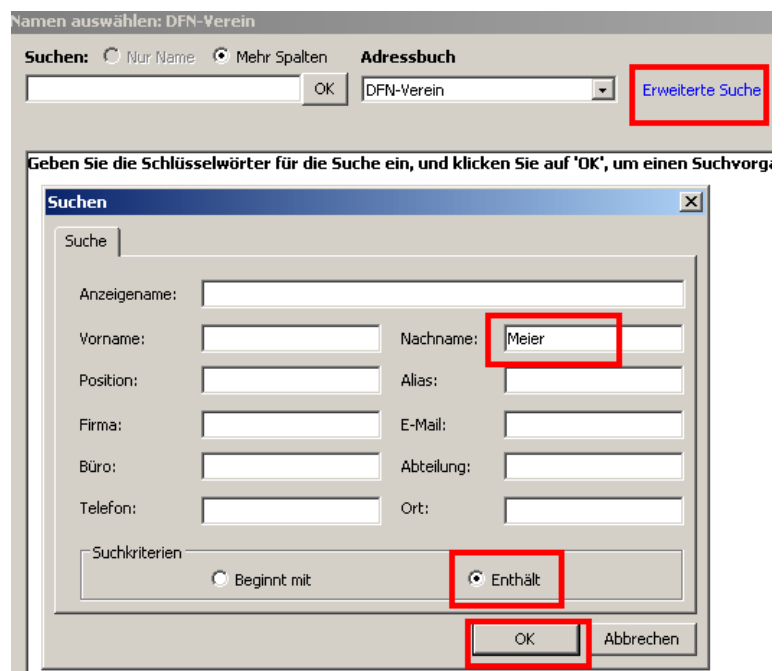 Namen auswählen: DFN-Verein
Suchen: Nur Name Mehr Spalten Adressbuch
OK DFN-Verein Erweiterte Suche
Geben Sie die Schlüsselwörter für die Suche ein, und klicken Sie auf 'OK', um einen Suchvorga
Suchen
Suche
Anzeigename:
Vorname: Nachname: Meier
Position: Alias:
Firma: E-Mail:
Büro: Abteilung:
Telefon: Ort:
Suchkriterien
Beginnt mit Enthält
OK Abbrechen